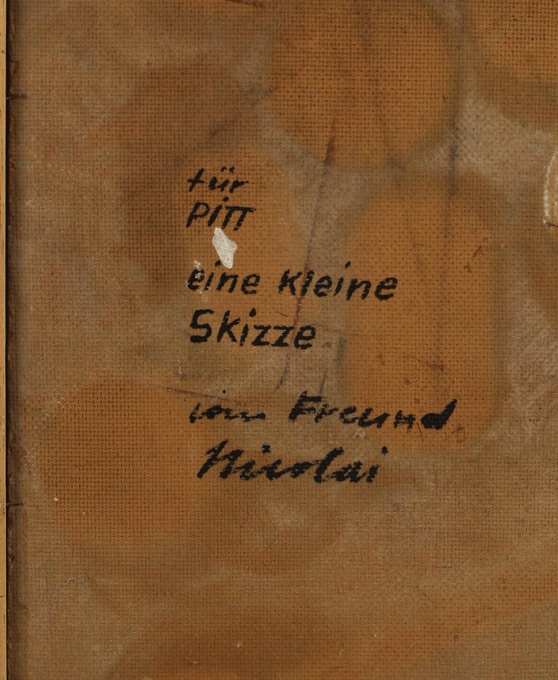 für
Pitt
eine kleine
Skizze
vom Freund
Nicolai